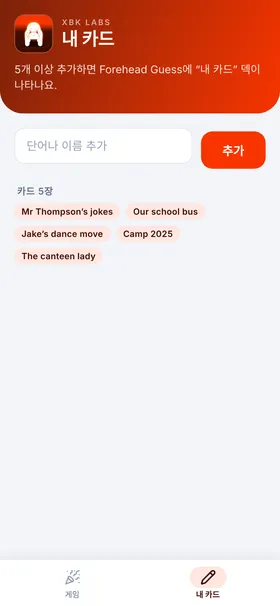 XBK LABS
내 카드
5개 이상 추가하면 Forehead Guess에 “내 카드” 덱이
나타나요.
단어나 이름 추가
추가
카드 5장
Mr Thompson’s jokes
Our school bus
Jake’s dance move
Camp 2025
The canteen lady
게임
내 카드